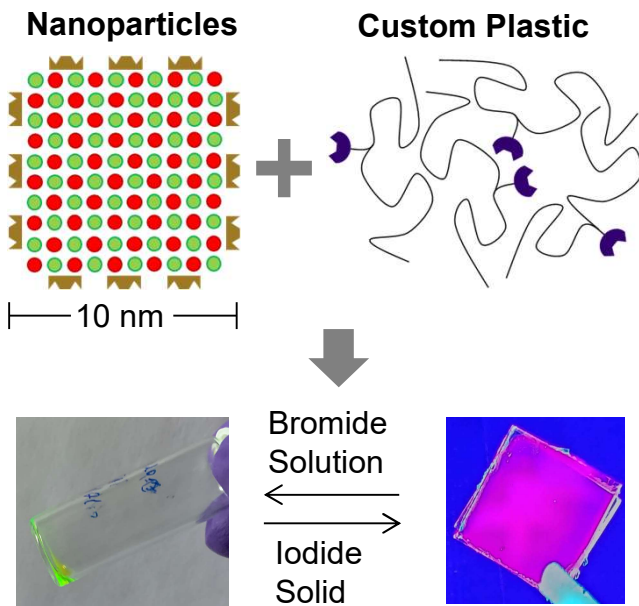 Nanoparticles
Custom Plastic
10 nm
Bromide
Solution
Iodide
Solid